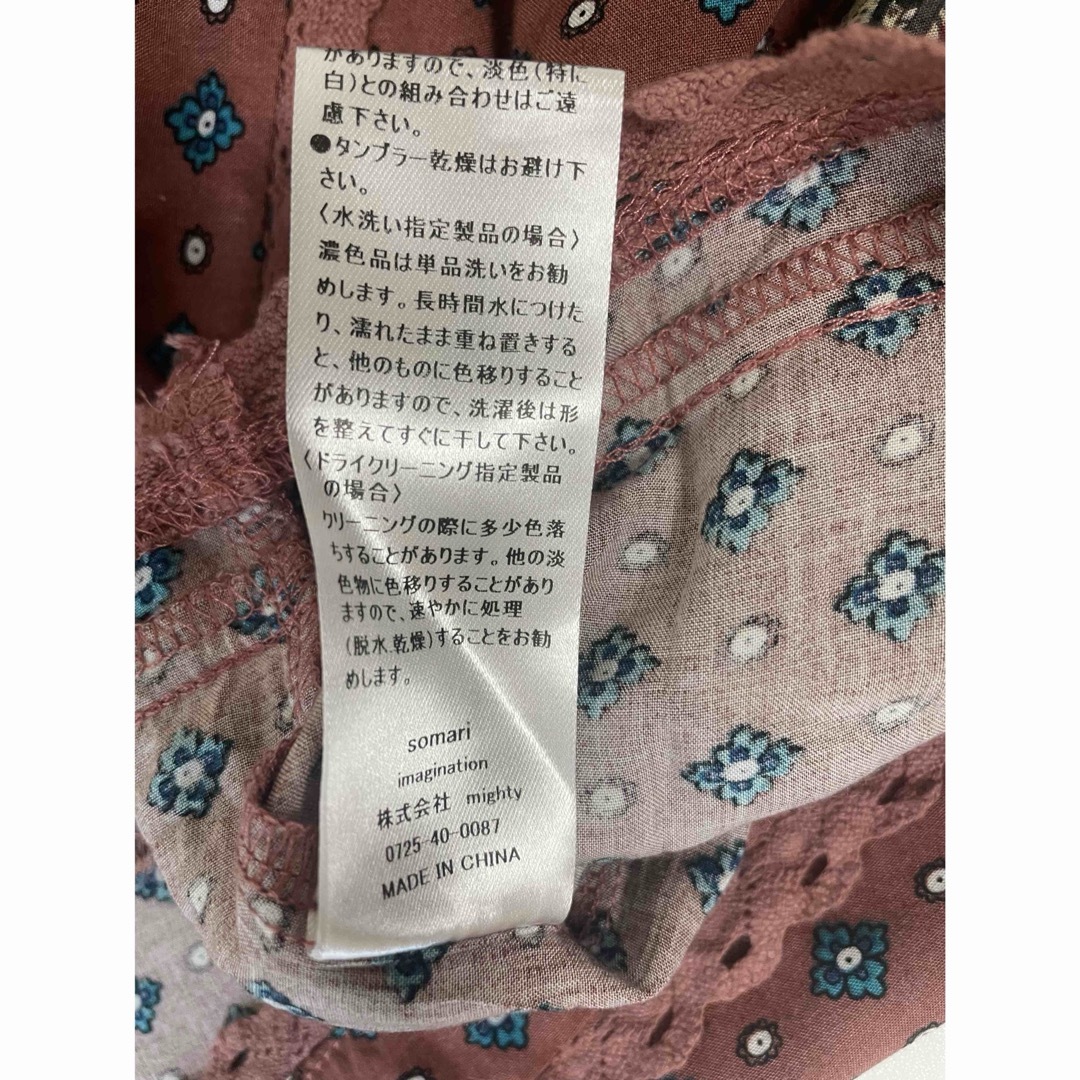 がありますので、淡色(特に
白)との組み合わせはご遠
慮下さい。
●タンブラー乾燥はお避け下
さい。
〈水洗い指定製品の場合〉
濃色品は単品洗いをお勧
めします。長時間水につけた
り、濡れたまま重ね置きする
と、他のものに色移りすること
がありますので、洗濯後は形
を整えてすぐに干して下さい。
〈ドライクリーニング指定製品
の場合〉
クリーニングの際に多少色落
ちすることがあります。他の淡
色物に色移りすることがあり
ますので、速やかに処理
(脱水.乾燥)することをお勧
めします。
somari
imagination
株式会社 mighty
0725-40-0087
MADE IN CHINA